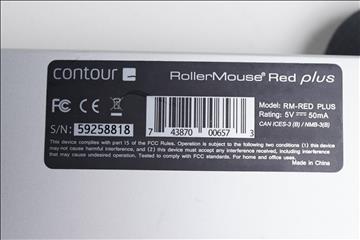 contour RollerMouse® Red plus
FC CE
Model: RM-RED PLUS
Rating: 5V ⎓ 50mA
CAN ICES-3 (B) / NMB-3(B)
S/N: 59258818
7 43870 00657 3
This device complies with part 15 of the FCC Rules. Operation is subject to the following two conditions (1) this device
may not cause harmful interference, and (2) this device must accept any interference received, including interference
that may cause undesired operation. Tested to comply with FCC standards. For home and office use.
Made in China